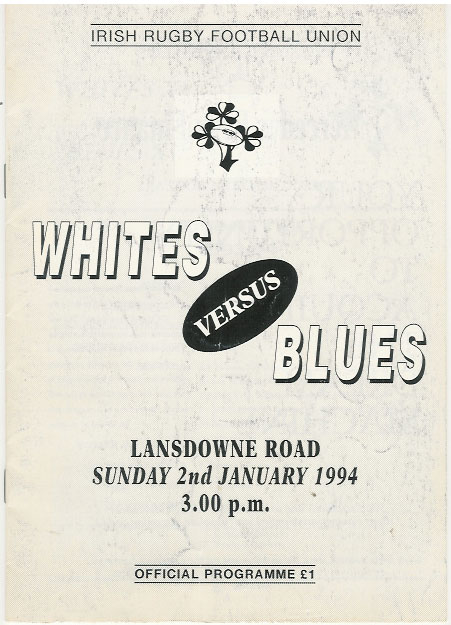 IRISH RUGBY FOOTBALL UNION
WHITES
VERSUS
BLUES
LANSDOWNE ROAD
SUNDAY 2nd JANUARY 1994
3.00 p.m.
OFFICIAL PROGRAMME £1